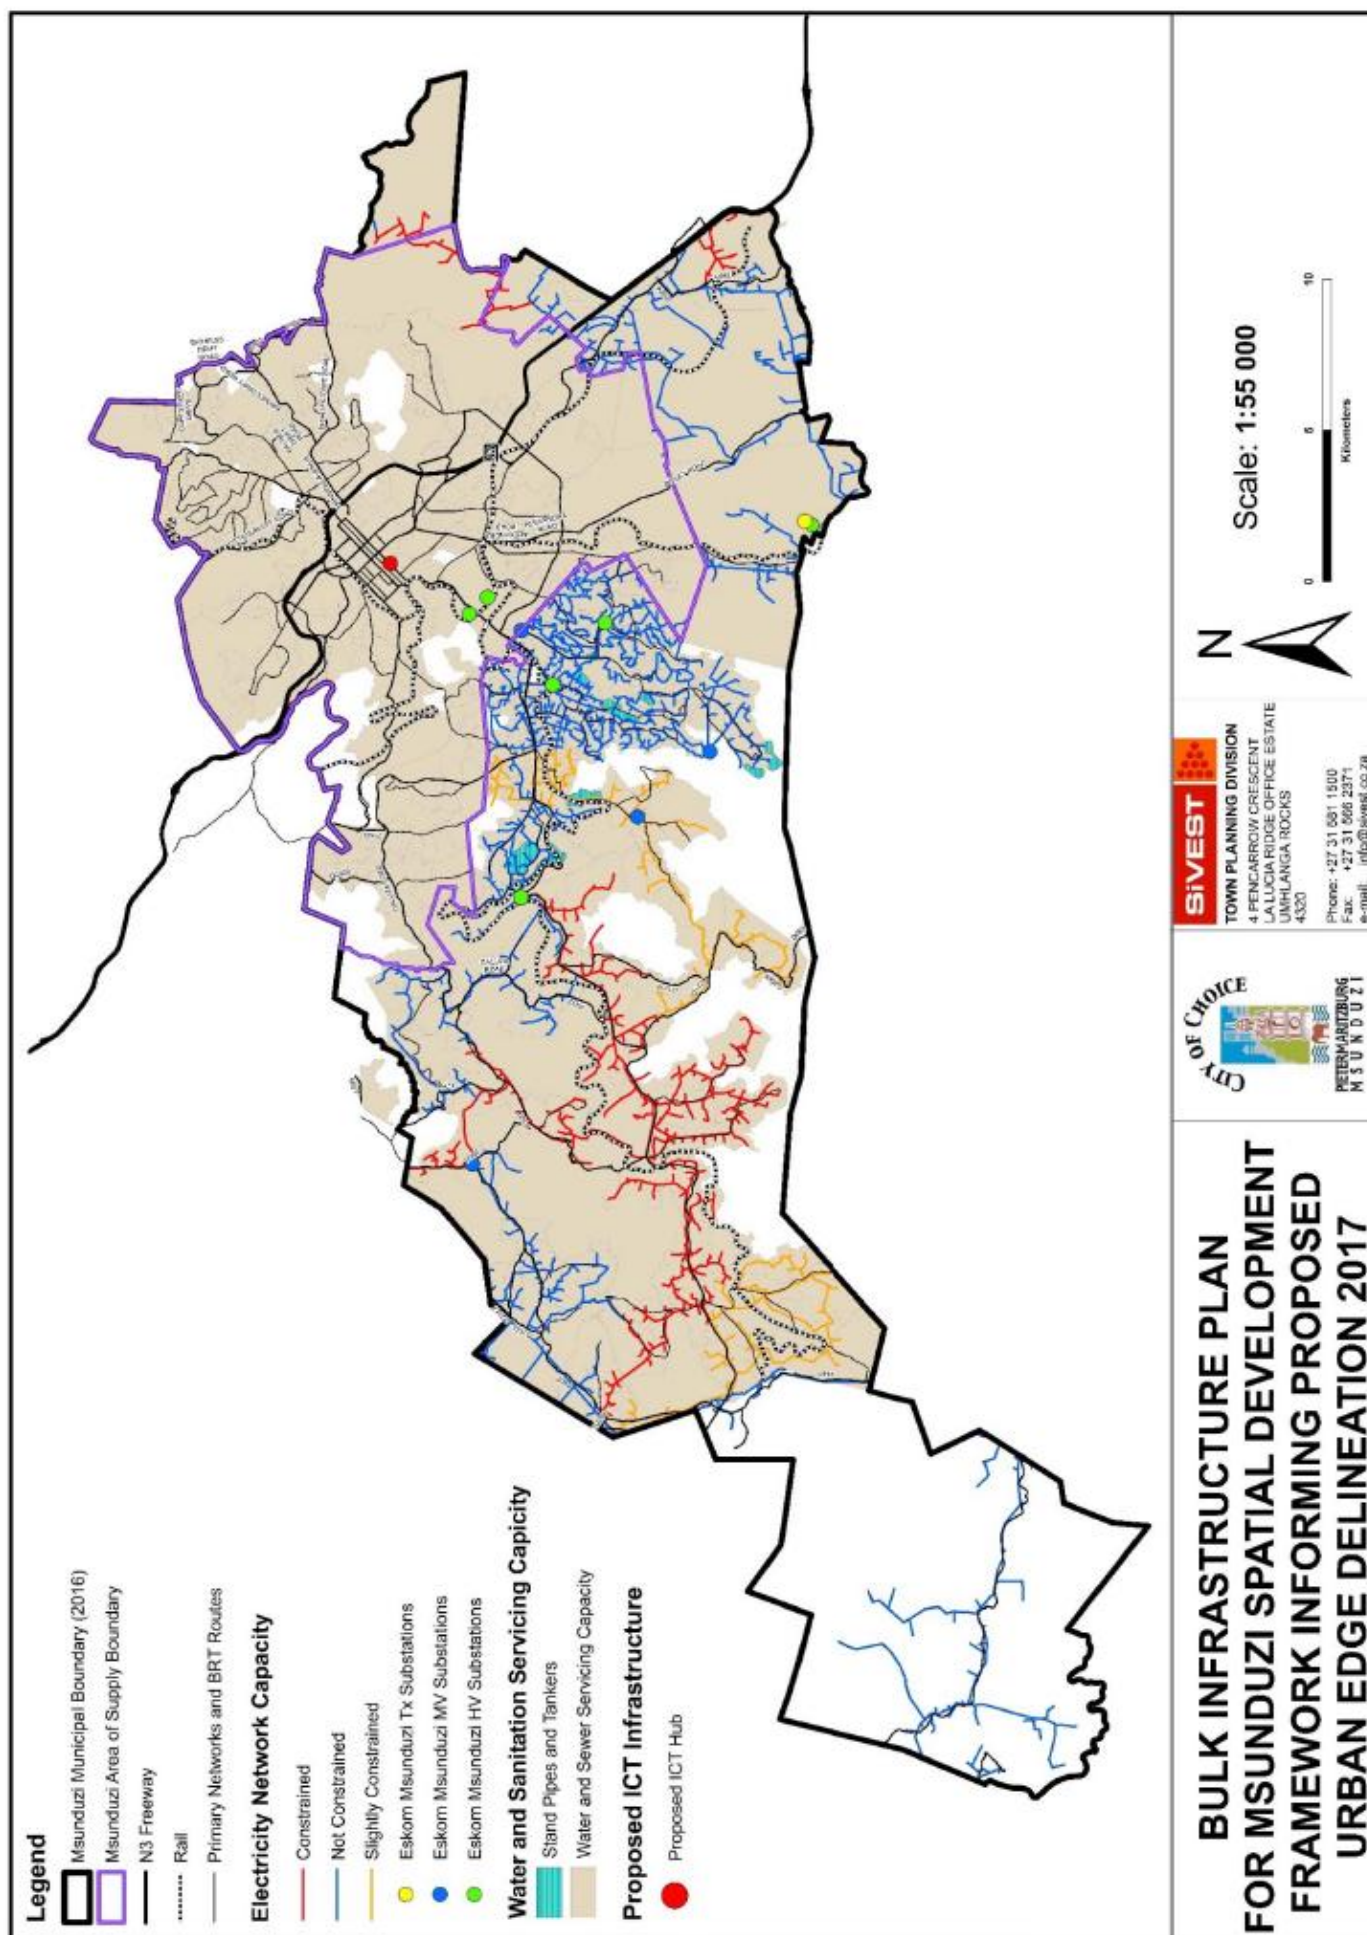 Legend
Msunduzi Municipal Boundary (2016)
Msunduzi Area of Supply Boundary
N3 Freeway
Rail
Primary Networks and BRT Routes
Electricity Network Capacity
Constrained
Not Constrained
Slightly Constrained
Eskom Msunduzi Tx Substations
Eskom Msunduzi MV Substations
Eskom Msunduzi HV Substations
Water and Sanitation Servicing Capicity
Stand Pipes and Tankers
Water and Sewer Servicing Capacity
Proposed ICT Infrastructure
Proposed ICT Hub
BULK INFRASTRUCTURE PLAN
FOR MSUNDUZI SPATIAL DEVELOPMENT
FRAMEWORK INFORMING PROPOSED
URBAN EDGE DELINEATION 2017
CITY OF CHOICE
PIETERMARITZBURG
MSUNDUZI
SiVEST
TOWN PLANNING DIVISION
4 PENCARROW CRESCENT
LA LUCIA RIDGE OFFICE ESTATE
UMHLANGA ROCKS
4320
Phone: +27 31 581 1500
Fax: +27 31 566 2371
e-mail: info@sivest.co.za
N
Scale: 1:55 000
0 5 10
Kilometers